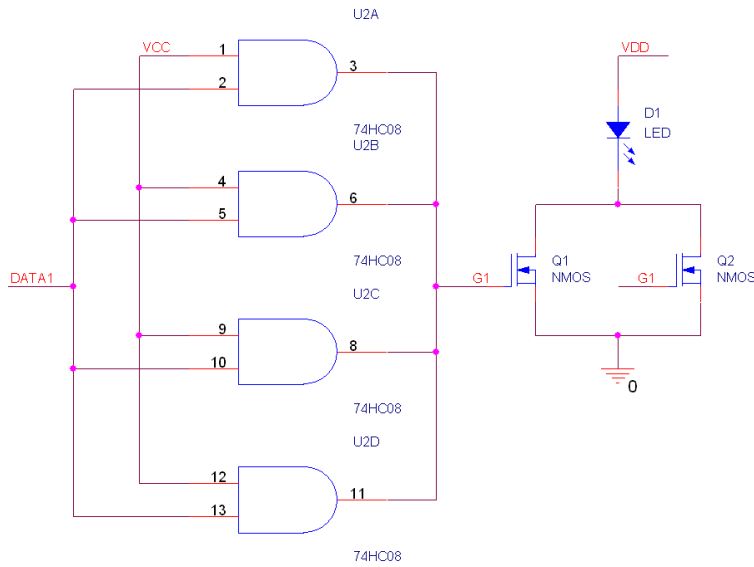 U2A
VCC
1
2
3
VDD
D1
LED
74HC08
U2B
4
5
6
74HC08
Q1
NMOS
Q2
NMOS
DATA1
G1
G1
U2C
9
10
8
0
74HC08
U2D
12
13
11
74HC08